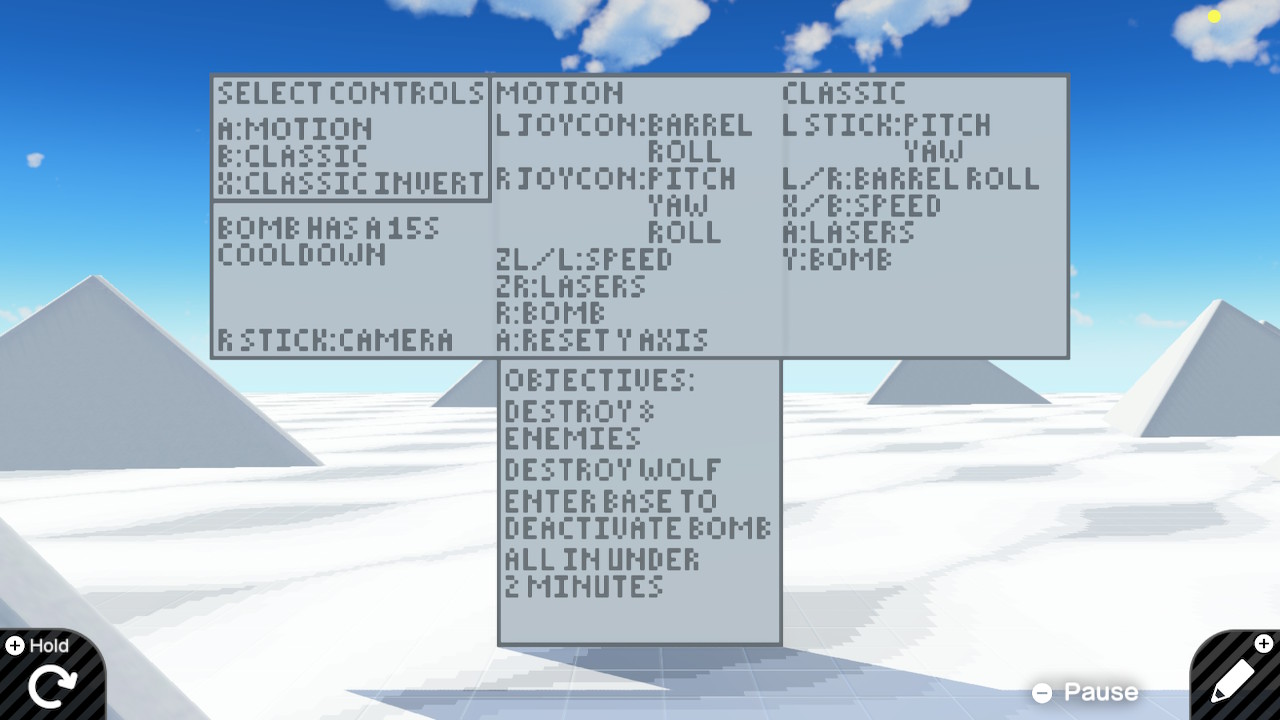 SELECT CONTROLS
A:MOTION
B:CLASSIC
X:CLASSIC INVERT
BOMB HAS A 15S
COOLDOWN
R STICK:CAMERA
MOTION
L JOYCON:BARREL
ROLL
R JOYCON:PITCH
YAW
ROLL
ZL/L:SPEED
ZR:LASERS
R:BOMB
A:RESET Y AXIS
CLASSIC
L STICK:PITCH
YAW
L/R:BARREL ROLL
X/B:SPEED
A:LASERS
Y:BOMB
OBJECTIVES:
DESTROY 8
ENEMIES
DESTROY WOLF
ENTER BASE TO
DEACTIVATE BOMB
ALL IN UNDER
2 MINUTES
Hold
Pause